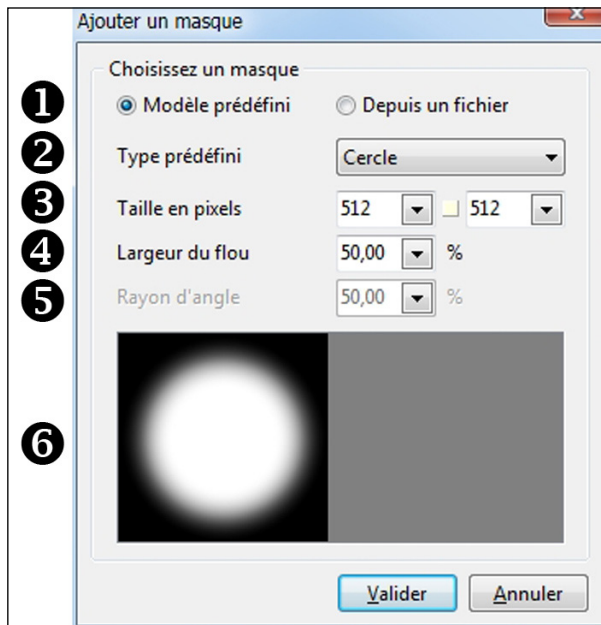 Ajouter un masque
Choisissez un masque
❶ Modèle prédéfini Depuis un fichier
❷ Type prédéfini Cercle
❸ Taille en pixels 512 512
❹ Largeur du flou 50,00 %
❺ Rayon d'angle 50,00 %
❻
Valider Annuler